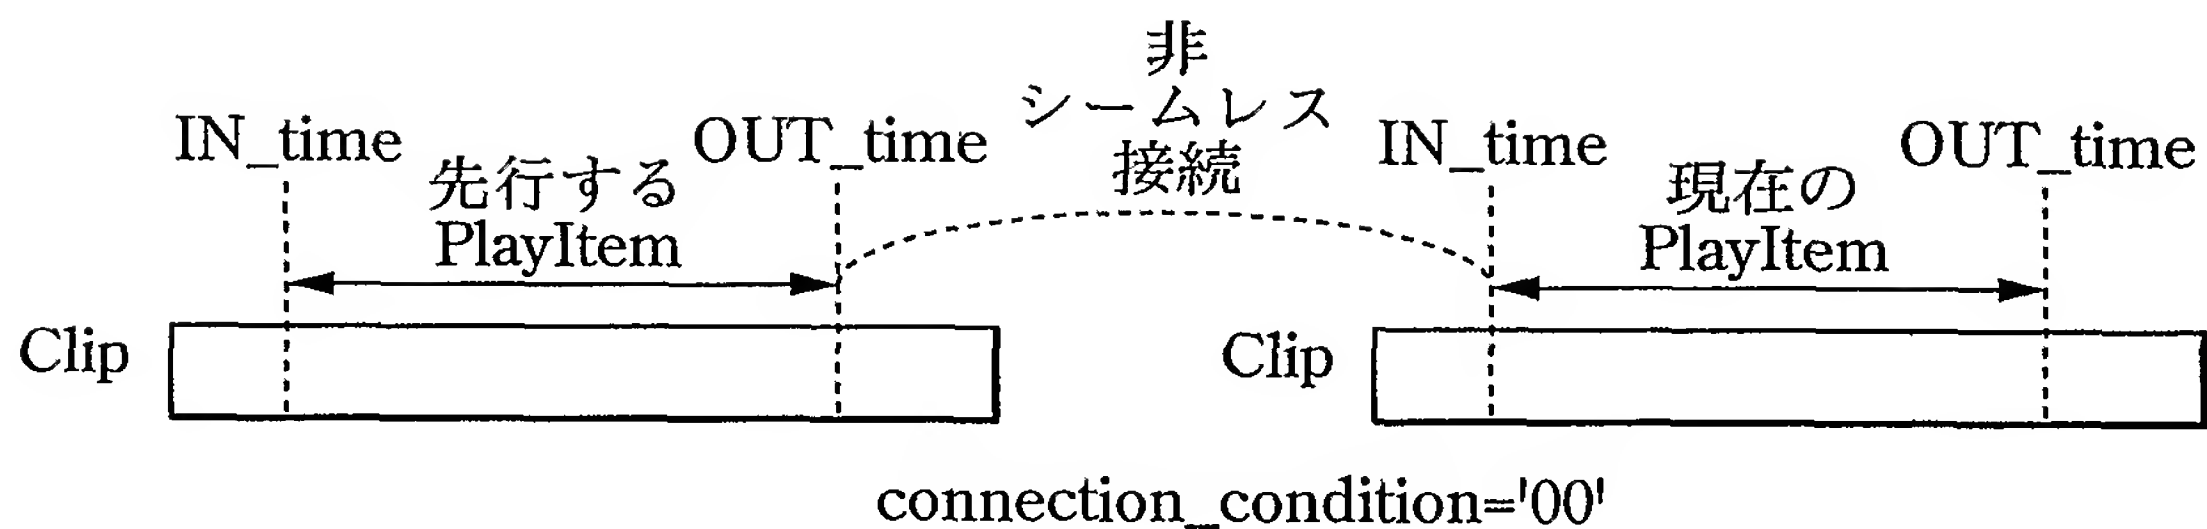 非
シームレス
接続
IN_time
先行する
PlayItem
OUT_time
IN_time
現在の
PlayItem
OUT_time
Clip
Clip
connection_condition='00'